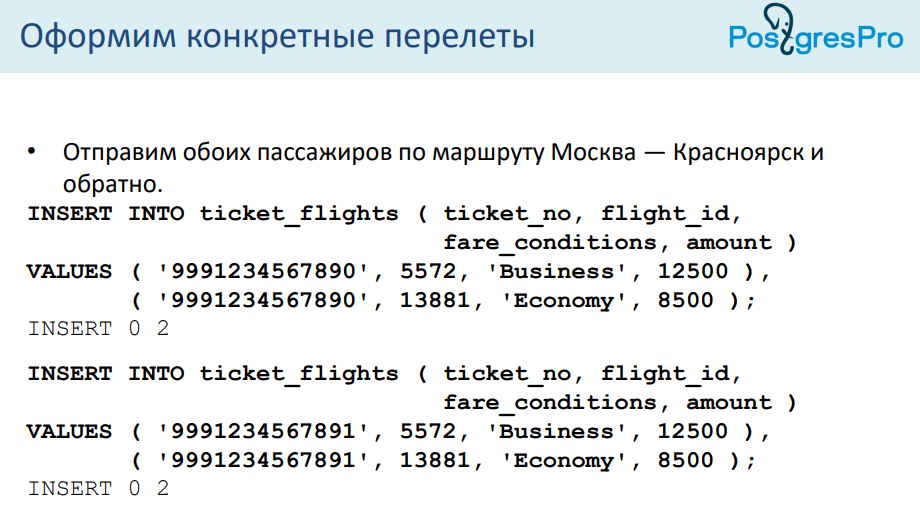 Оформим конкретные перелеты
PostgresPro
• Отправим обоих пассажиров по маршруту Москва — Красноярск и
обратно.
INSERT INTO ticket_flights ( ticket_no, flight_id,
fare_conditions, amount )
VALUES ( '9991234567890', 5572, 'Business', 12500 ),
( '9991234567890', 13881, 'Economy', 8500 );
INSERT 0 2
INSERT INTO ticket_flights ( ticket_no, flight_id,
fare_conditions, amount )
VALUES ( '9991234567891', 5572, 'Business', 12500 ),
( '9991234567891', 13881, 'Economy', 8500 );
INSERT 0 2